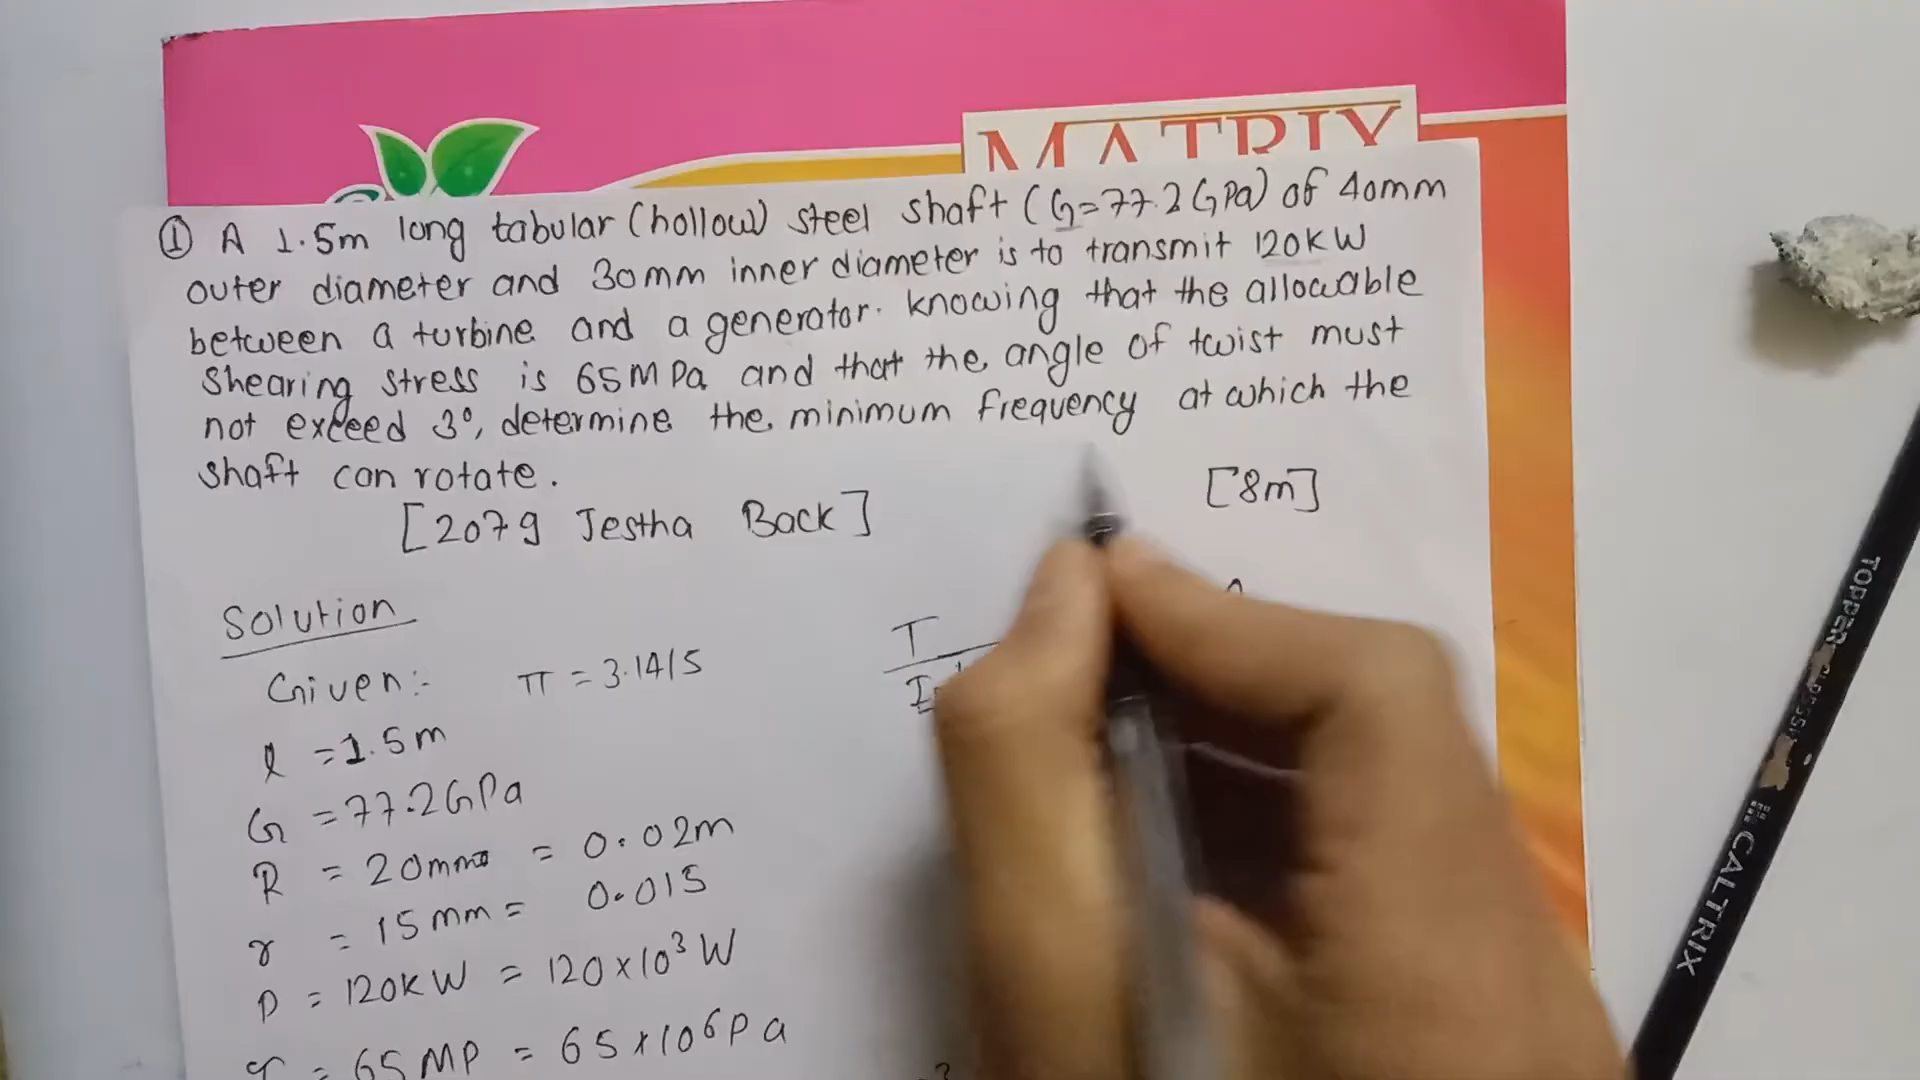 MATRIX
① A 1.5m long tabular (hollow) steel shaft (G=77.2GPa) of 40mm
outer diameter and 30mm inner diameter is to transmit 120KW
between a turbine and a generator. Knowing that the allowable
Shearing stress is 65MPa and that the angle of twist must
not exceed 3°, determine the minimum frequency at which the
shaft can rotate.
[8m]
[2079 Jestha Back]
Solution
Given:- π = 3.1415
T
l = 1.5m
G = 77.2GPa
R = 20mm = 0.02m
r = 15mm = 0.015
P = 120KW = 120×10³W
= 65MP = 65×10⁶Pa
TOPPER
CALTRIX